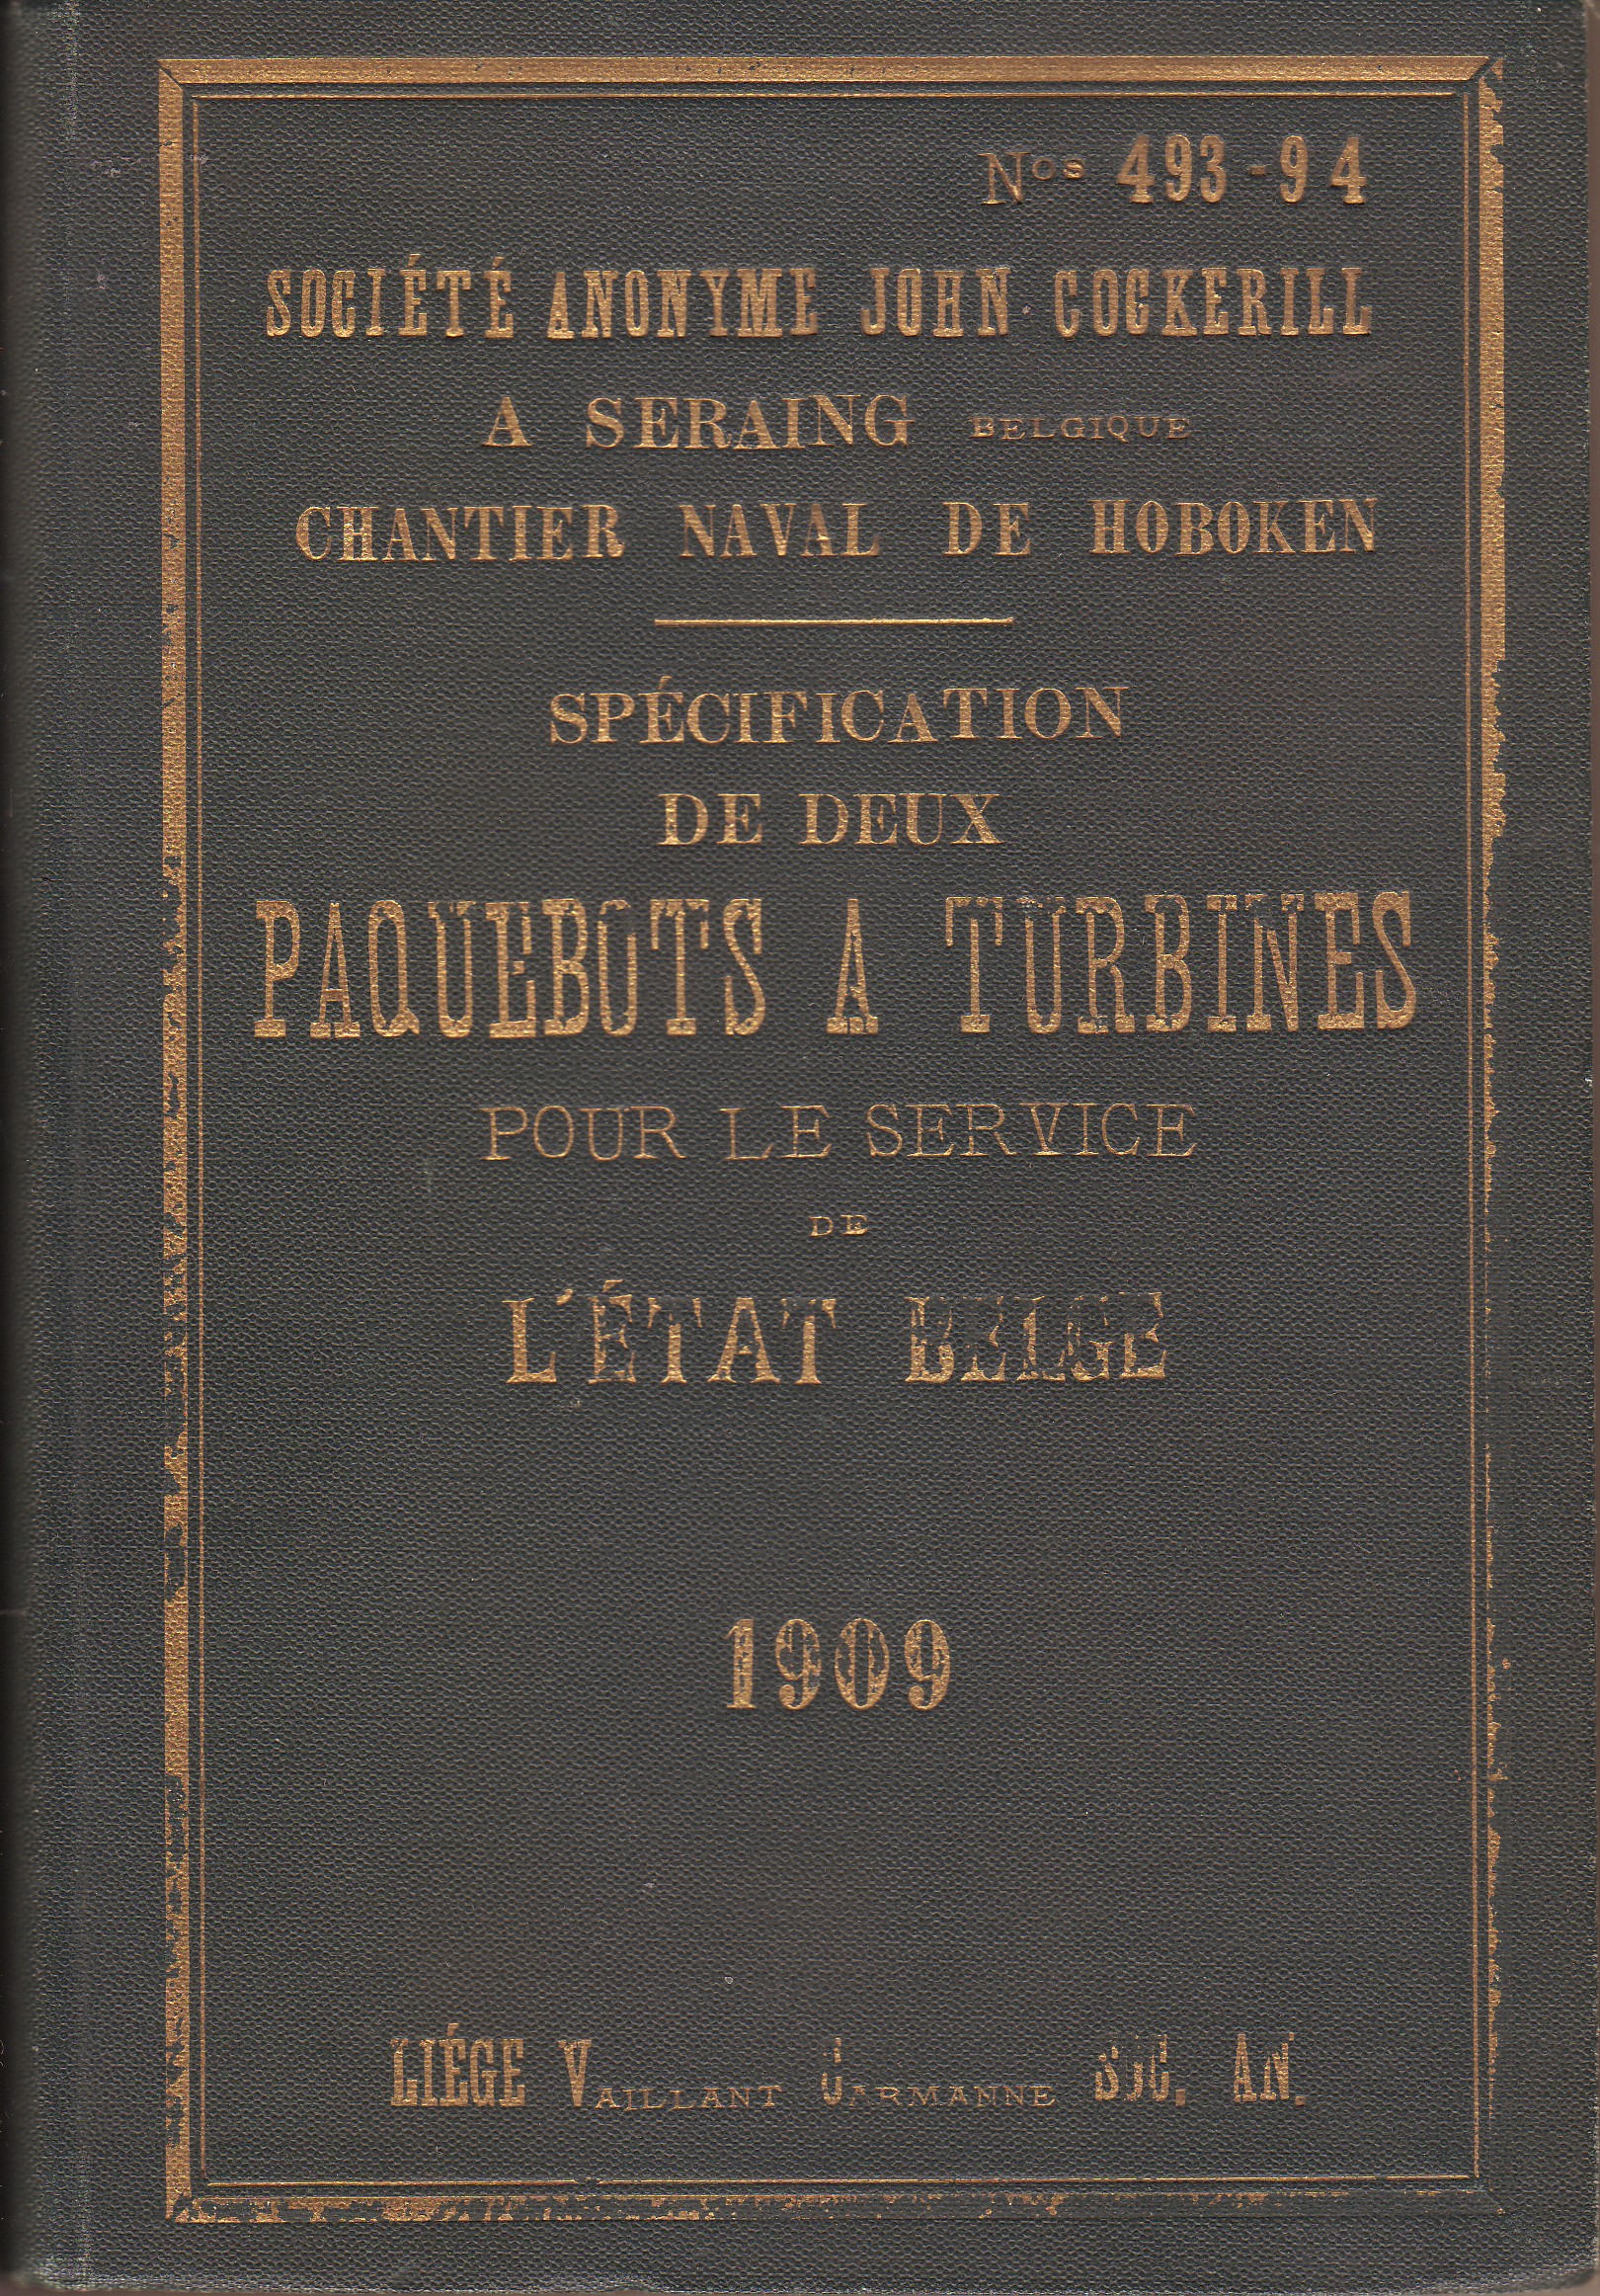 Nos 493-94
SOCIÉTÉ ANONYME JOHN COCKERILL
A SERAING BELGIQUE
CHANTIER NAVAL DE HOBOKEN
SPÉCIFICATION
DE DEUX
PAQUEBOTS A TURBINES
POUR LE SERVICE
DE
L'ÉTAT BELGE
1909
LIÉGE VAILLANT CARMANNE SOC. AN.